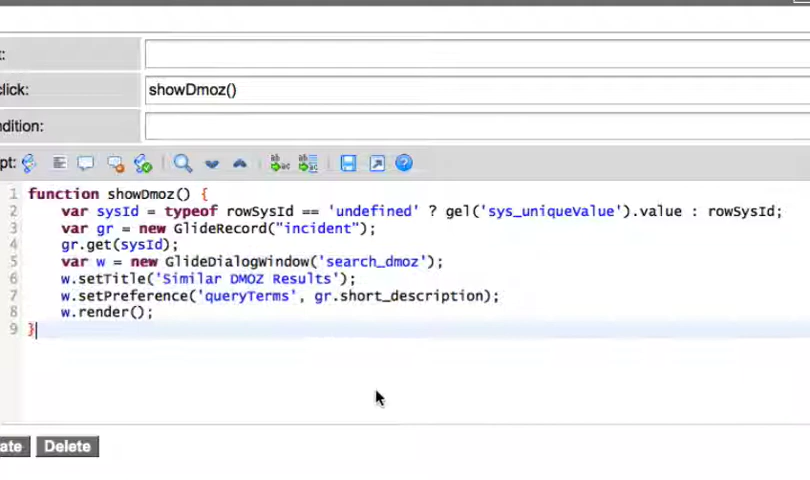 t:
click:
showDmoz()
ndition:
pt:
1 function showDmoz() {
2 var sysId = typeof rowSysId == 'undefined' ? gel('sys_uniqueValue').value : rowSysId;
3 var gr = new GlideRecord("incident");
4 gr.get(sysId);
5 var w = new GlideDialogWindow('search_dmoz');
6 w.setTitle('Similar DMOZ Results');
7 w.setPreference('queryTerms', gr.short_description);
8 w.render();
9 }
ate Delete